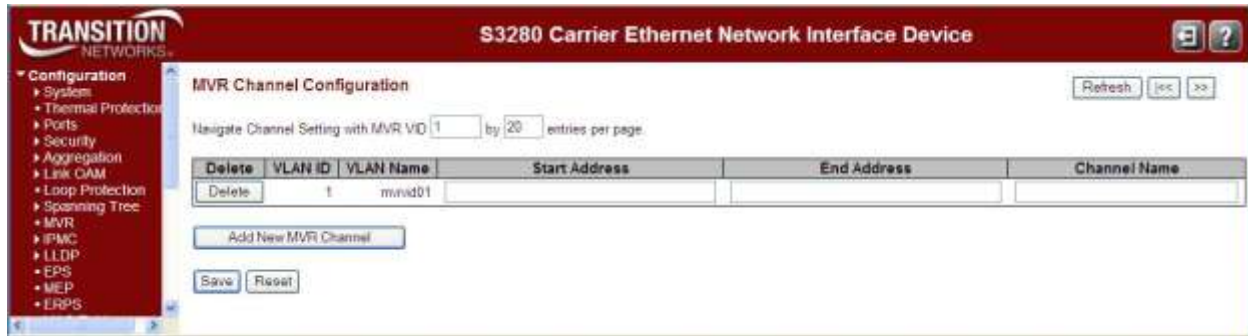 TRANSITION
NETWORKS
S3280 Carrier Ethernet Network Interface Device
?
Configuration
System
Thermal Protection
Ports
Security
Aggregation
Link OAM
Loop Protection
Spanning Tree
MVR
IPMC
LLDP
EPS
MEP
ERPS
MVR Channel Configuration
Refresh |<< >>
Navigate Channel Setting with MVR VID 1 by 20 entries per page.
Delete VLAN ID VLAN Name Start Address End Address Channel Name
Delete 1 mvrvid01
Add New MVR Channel
Save Reset